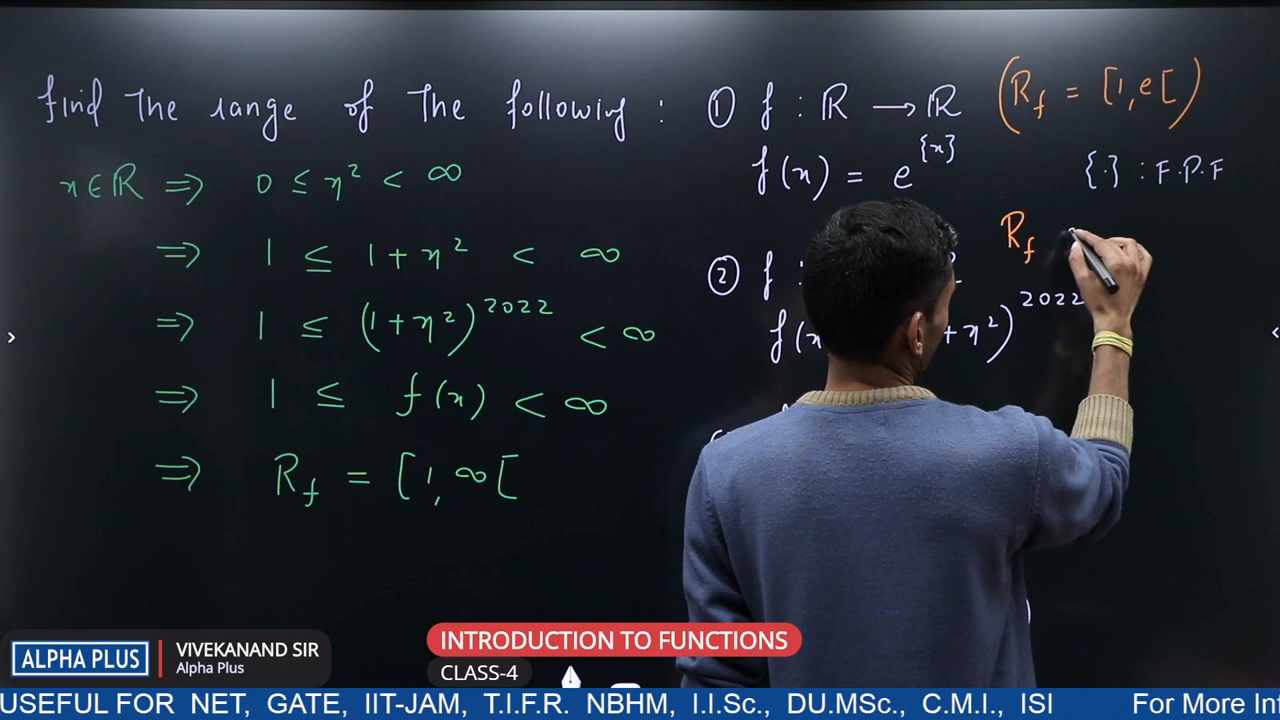 find The range of The following : ① f : ℝ → ℝ (R_f = [1, e[)
f(x) = e^{x}
{·} : F.P.F
x∈ℝ ⇒ 0 ≤ x² < ∞
⇒ 1 ≤ 1 + x² < ∞
⇒ 1 ≤ (1+x²)^2022 < ∞
⇒ 1 ≤ f(x) < ∞
⇒ R_f = [1, ∞[
R_f
② f :
f(x + x²)^2022
ALPHA PLUS
VIVEKANAND SIR
Alpha Plus
INTRODUCTION TO FUNCTIONS
CLASS-4
USEFUL FOR NET, GATE, IIT-JAM, T.I.F.R. NBHM, I.I.Sc., DU.MSc., C.M.I., ISI For More In